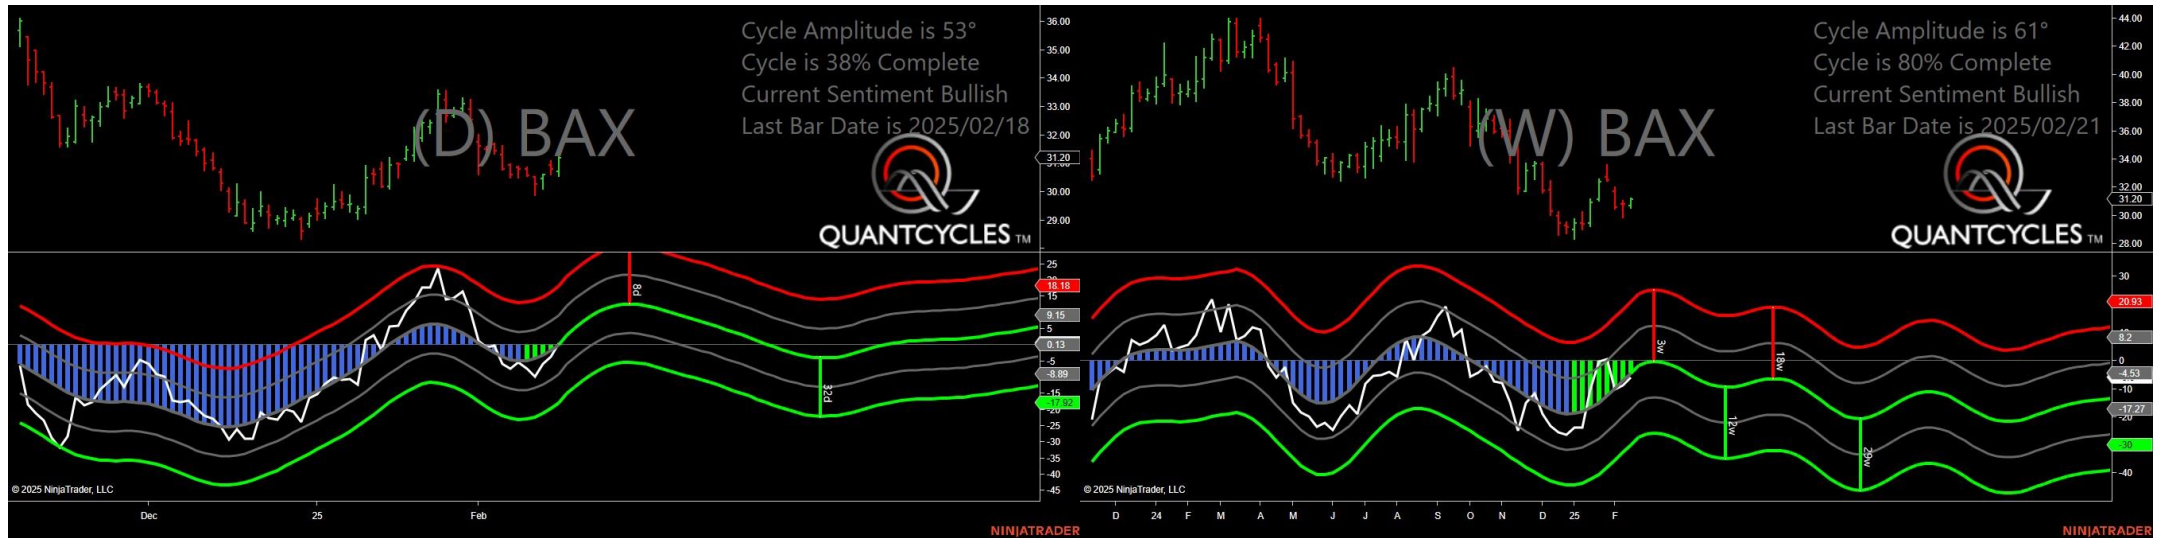 Cycle Amplitude is 53°
Cycle is 38% Complete
Current Sentiment Bullish
Last Bar Date is 2025/02/18
(D) BAX
QUANTCYCLES TM
36.00
35.00
34.00
33.00
32.00
31.20
30.00
29.00
25
18.18
15
9.15
5
0.13
-5
-8.89
-17.92
-25
-30
-35
-40
-45
8d
32d
© 2025 NinjaTrader, LLC
Dec
25
Feb
NINJATRADER
Cycle Amplitude is 61°
Cycle is 80% Complete
Current Sentiment Bullish
Last Bar Date is 2025/02/21
(W) BAX
QUANTCYCLES TM
44.00
42.00
40.00
38.00
36.00
34.00
32.00
31.20
30.00
28.00
30
20.93
8.2
0
-4.53
-10
-17.27
-30
-40
3w
12w
18w
29w
© 2025 NinjaTrader, LLC
D
24
F
M
A
M
J
J
A
S
O
N
D
25
F
NINJATRADER